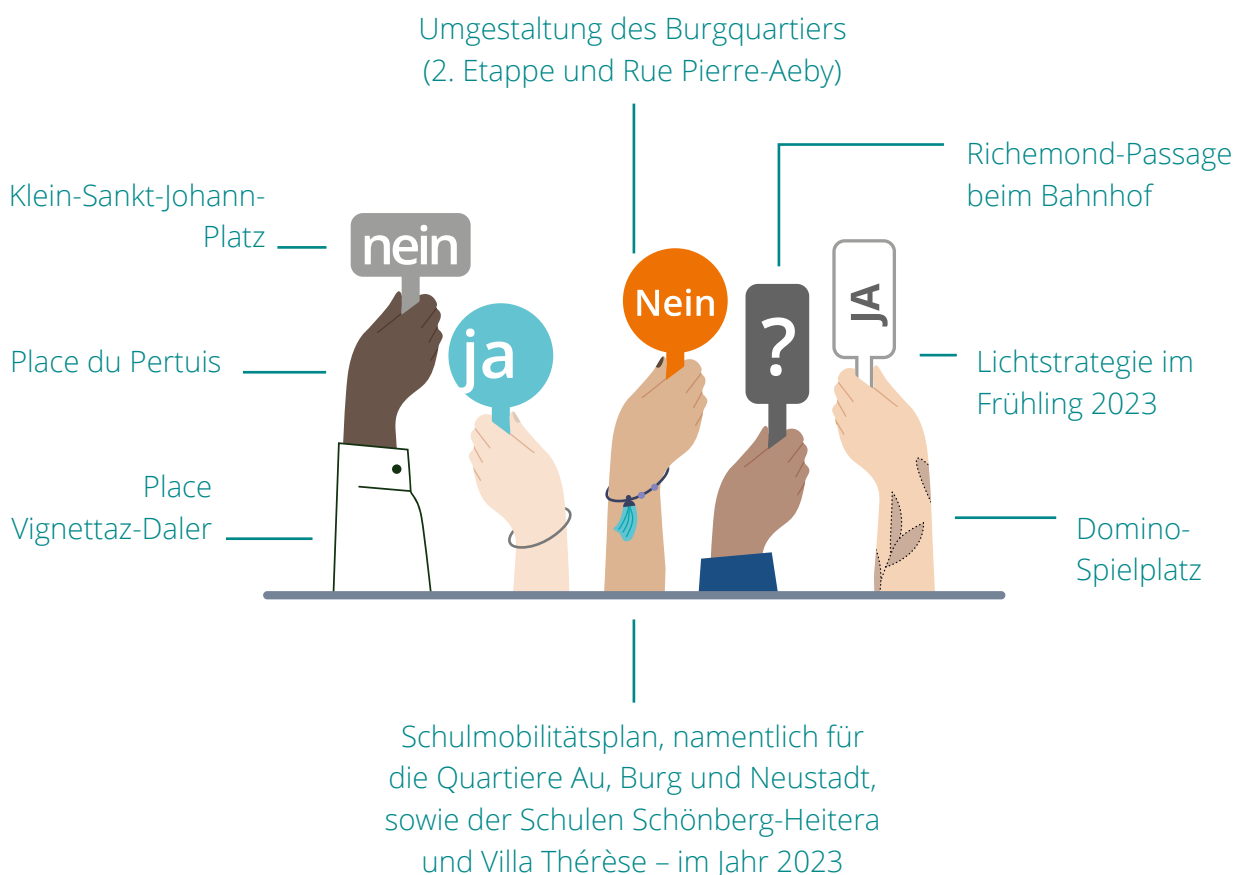 Umgestaltung des Burgquartiers
(2. Etappe und Rue Pierre-Aeby)
Richemond-Passage
beim Bahnhof
Klein-Sankt-Johann-
Platz
nein
Nein
JA
?
ja
Place du Pertuis
Lichtstrategie im
Frühling 2023
Place
Vignettaz-Daler
Domino-
Spielplatz
Schulmobilitätsplan, namentlich für
die Quartiere Au, Burg und Neustadt,
sowie der Schulen Schönberg-Heitera
und Villa Thérèse – im Jahr 2023